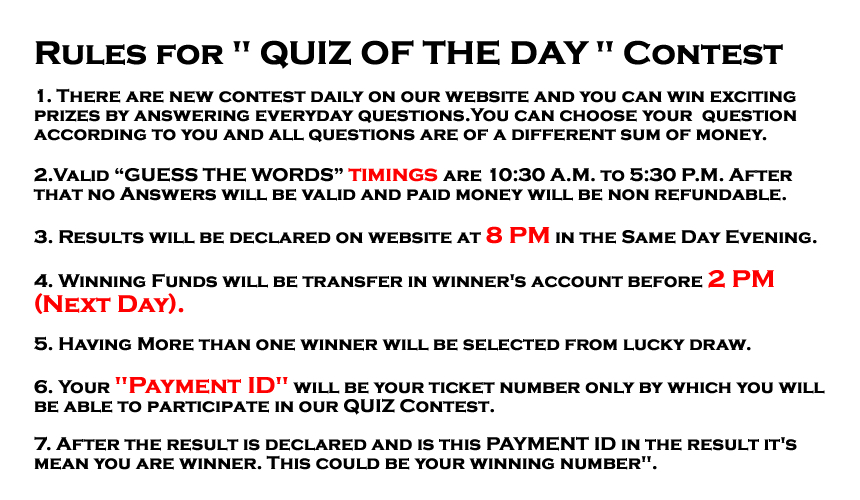 Rules for " QUIZ OF THE DAY " Contest
1. There are new contest daily on our website and you can win exciting
prizes by answering everyday questions.You can choose your  question
according to you and all questions are of a different sum of money.
2.Valid “GUESS THE WORDS” timings are 10:30 A.M. to 5:30 P.M. After
that no Answers will be valid and paid money will be non refundable.
3. Results will be declared on website at 8 PM in the Same Day Evening.
4. Winning Funds will be transfer in winner's account before 2 PM
(Next Day).
5. Having More than one winner will be selected from lucky draw.
6. Your "Payment ID" will be your ticket number only by which you will
be able to participate in our QUIZ Contest.
7. After the result is declared and is this PAYMENT ID in the result it's
mean you are winner. This could be your winning number".